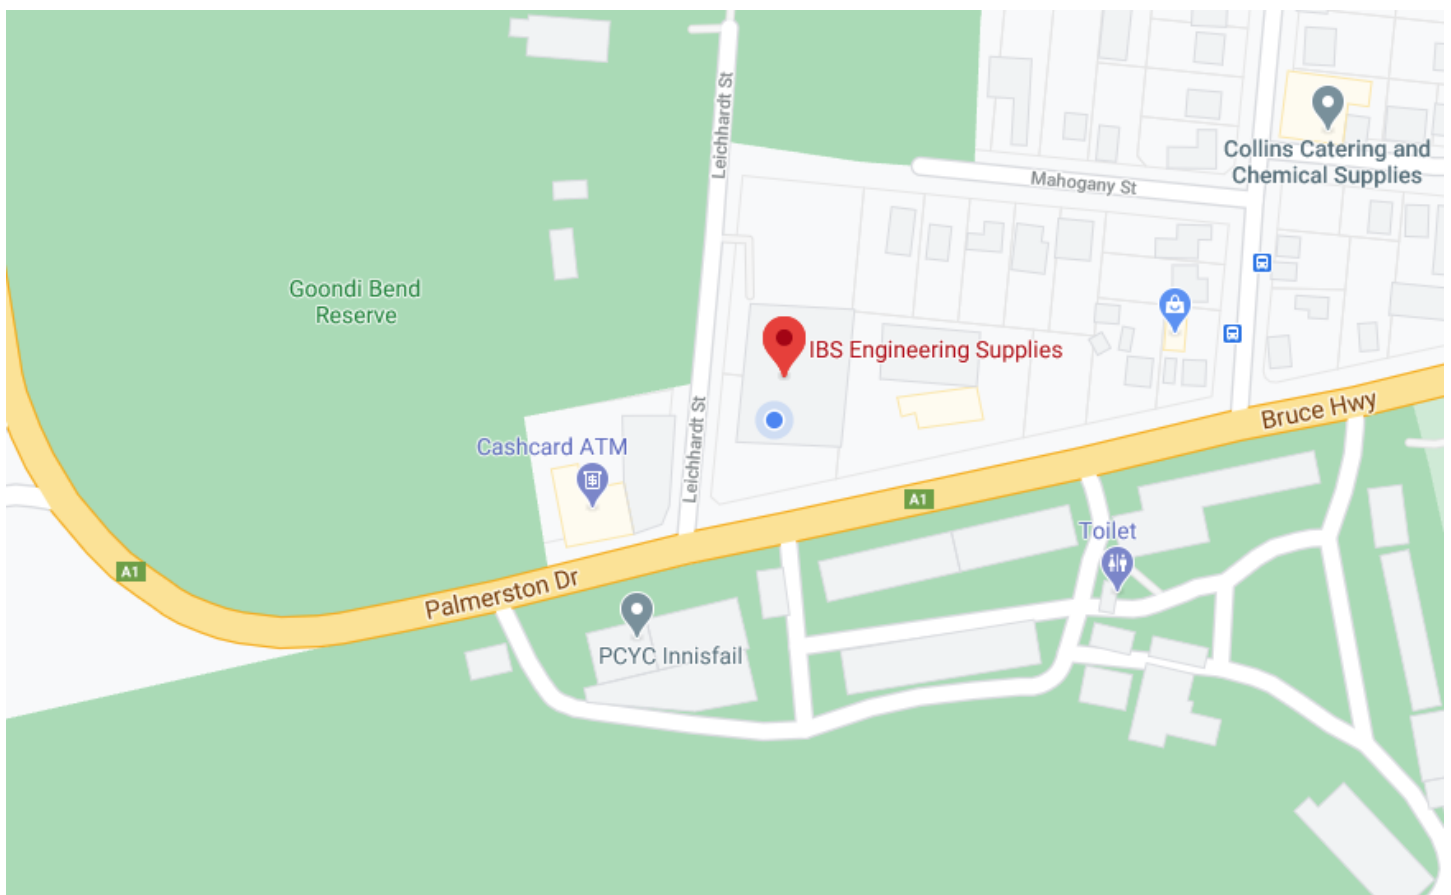 Leichhardt St
Collins Catering and
Chemical Supplies
Mahogany St
Goondi Bend
Reserve
IBS Engineering Supplies
Leichhardt St
Bruce Hwy
Cashcard ATM
$
A1
Toilet
A1
Palmerston Dr
PCYC Innisfail